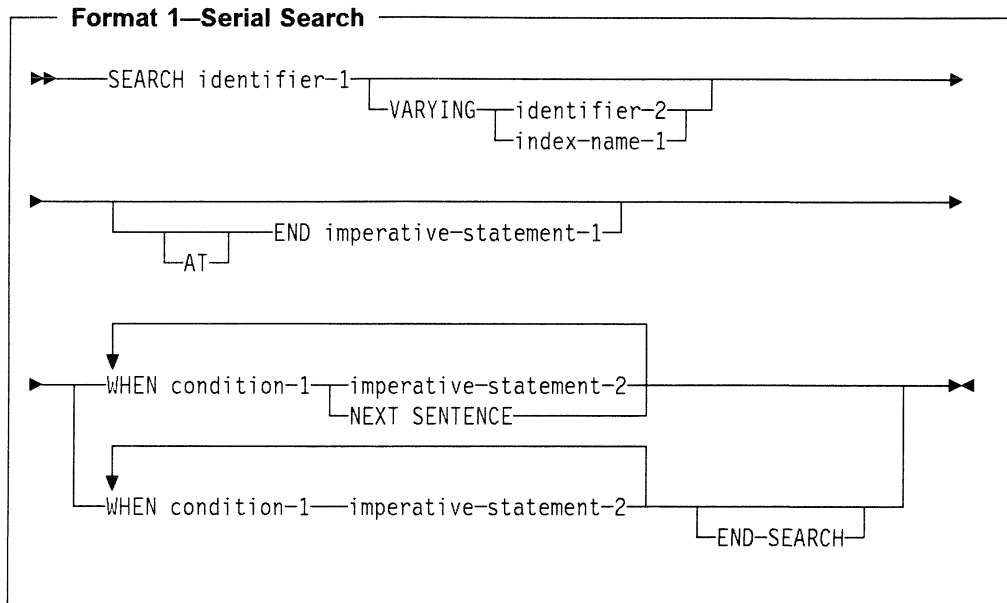 Format 1—Serial Search
SEARCH identifier-1
VARYING identifier-2
index-name-1
END imperative-statement-1
AT
WHEN condition-1 imperative-statement-2
NEXT SENTENCE
WHEN condition-1 imperative-statement-2
END-SEARCH